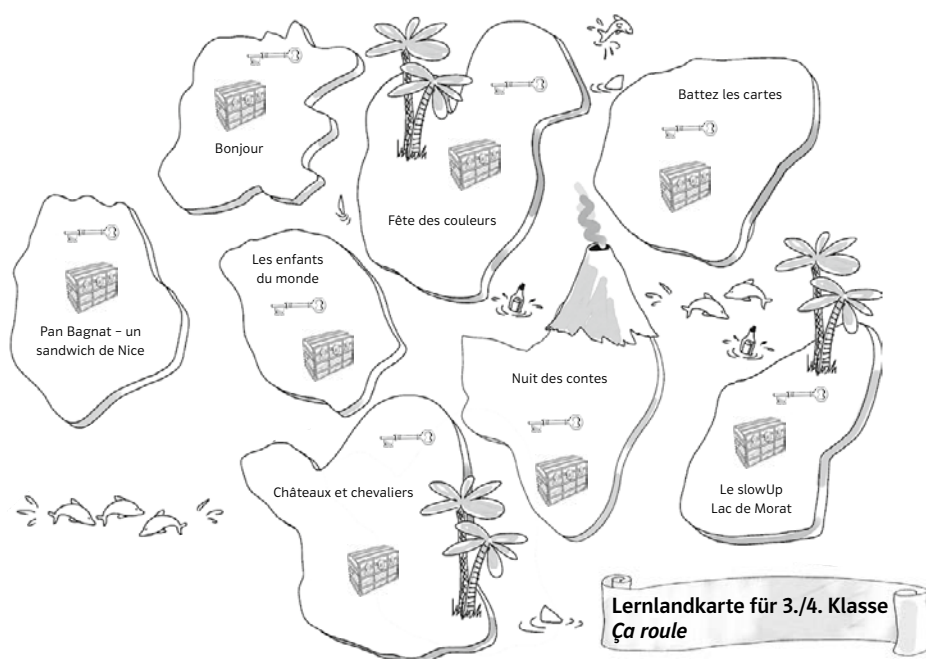 Bonjour
Fête des couleurs
Battez les cartes
Pan Bagnat – un
sandwich de Nice
Les enfants
du monde
Nuit des contes
Châteaux et chevaliers
Le slowUp
Lac de Morat
Lernlandkarte für 3./4. Klasse
Ça roule